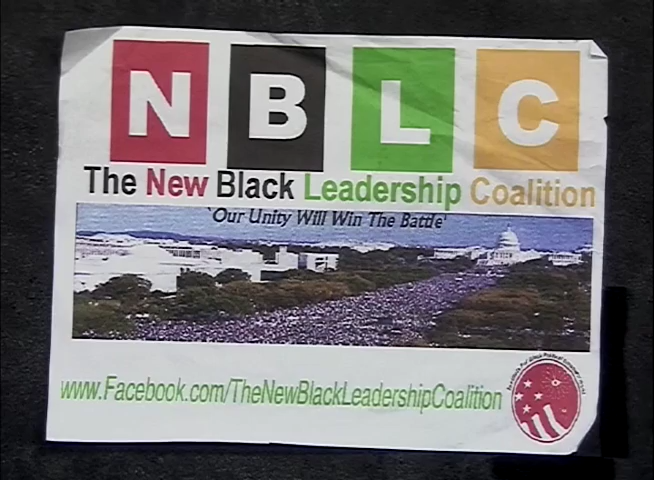 NBLC
The New Black Leadership Coalition
'Our Unity Will Win The Battle'
www.Facebook.com/TheNewBlackLeadershipCoalition